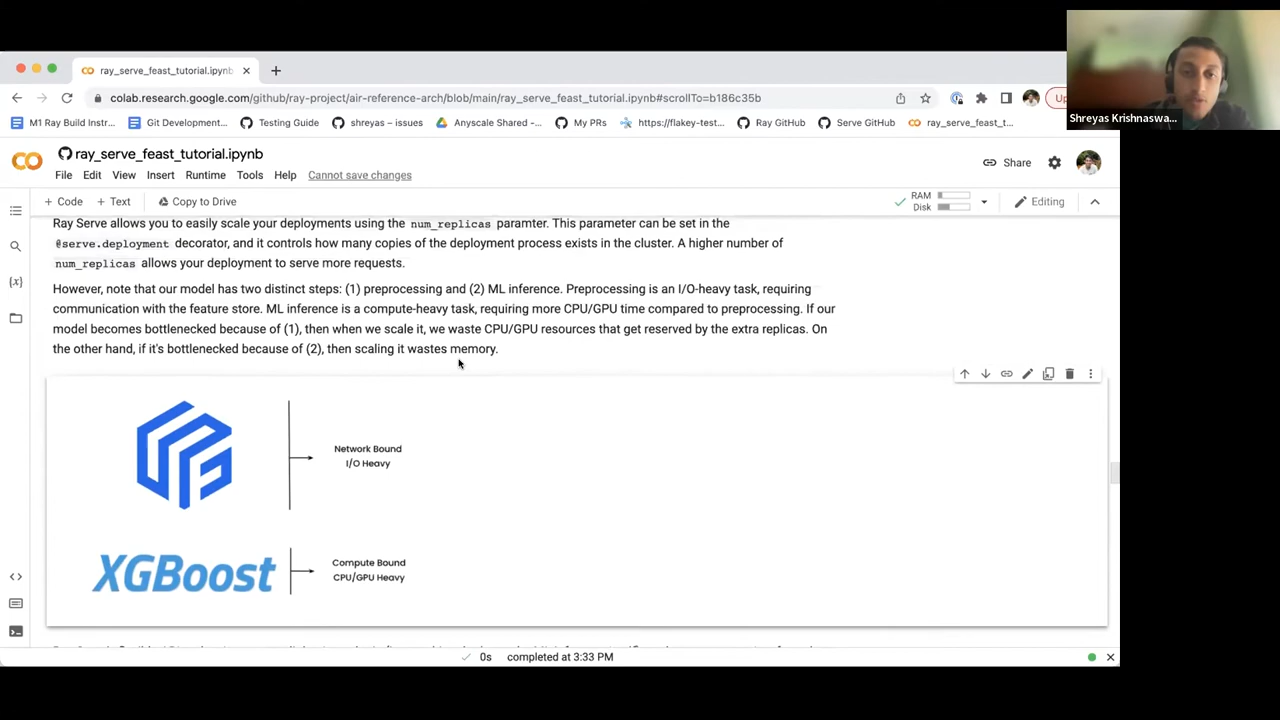 ray_serve_feast_tutorial.ipynb
colab.research.google.com/github/ray-project/air-reference-arch/blob/main/ray_serve_feast_tutorial.ipynb#scrollTo=b186c35b
Shreyas Krishnaswa...
M1 Ray Build Instr...
Git Development...
Testing Guide
shreyas – issues
Anyscale Shared -...
My PRs
https://flakey-test...
Ray GitHub
Serve GitHub
ray_serve_feast_t...
ray_serve_feast_tutorial.ipynb
File Edit View Insert Runtime Tools Help Cannot save changes
Share
+ Code + Text Copy to Drive
RAM
Disk
Editing
Ray Serve allows you to easily scale your deployments using the num_replicas paramter. This parameter can be set in the
@serve.deployment decorator, and it controls how many copies of the deployment process exists in the cluster. A higher number of
num_replicas allows your deployment to serve more requests.
However, note that our model has two distinct steps: (1) preprocessing and (2) ML inference. Preprocessing is an I/O-heavy task, requiring
communication with the feature store. ML inference is a compute-heavy task, requiring more CPU/GPU time compared to preprocessing. If our
model becomes bottlenecked because of (1), then when we scale it, we waste CPU/GPU resources that get reserved by the extra replicas. On
the other hand, if it's bottlenecked because of (2), then scaling it wastes memory.
Network Bound
I/O Heavy
XGBoost
Compute Bound
CPU/GPU Heavy
0s completed at 3:33 PM